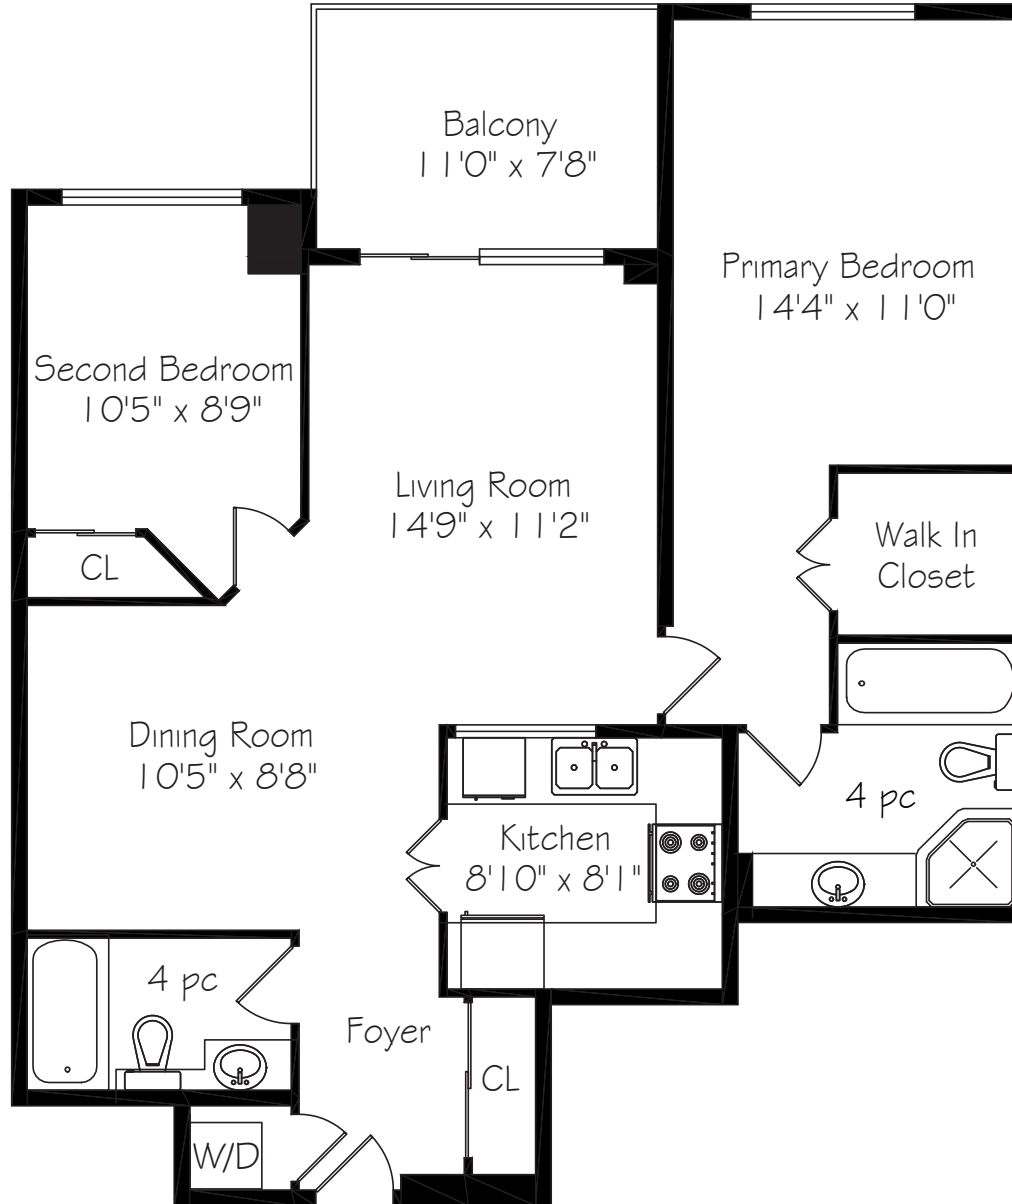 Balcony
11'0" x 7'8"
Primary Bedroom
14'4" x 11'0"
Second Bedroom
10'5" x 8'9"
Living Room
14'9" x 11'2"
Walk In
Closet
CL
Dining Room
10'5" x 8'8"
4 pc
Kitchen
8'10" x 8'1"
4 pc
Foyer
CL
W/D